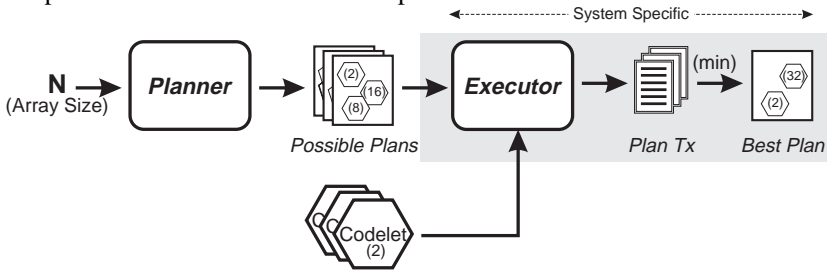 System Specific
N
(Array Size)
Planner
(2)
(16)
(8)
Possible Plans
Executor
(min)
Plan Tx
(32)
(2)
Best Plan
C
C
Codelet
(2)